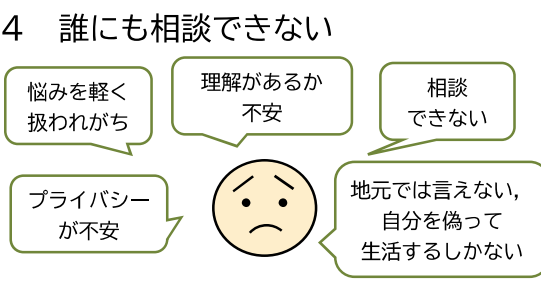 ４　誰にも相談できない
悩みを軽く
扱われがち
理解があるか
不安
相談
できない
プライバシー
が不安
地元では言えない，
自分を偽って
生活するしかない